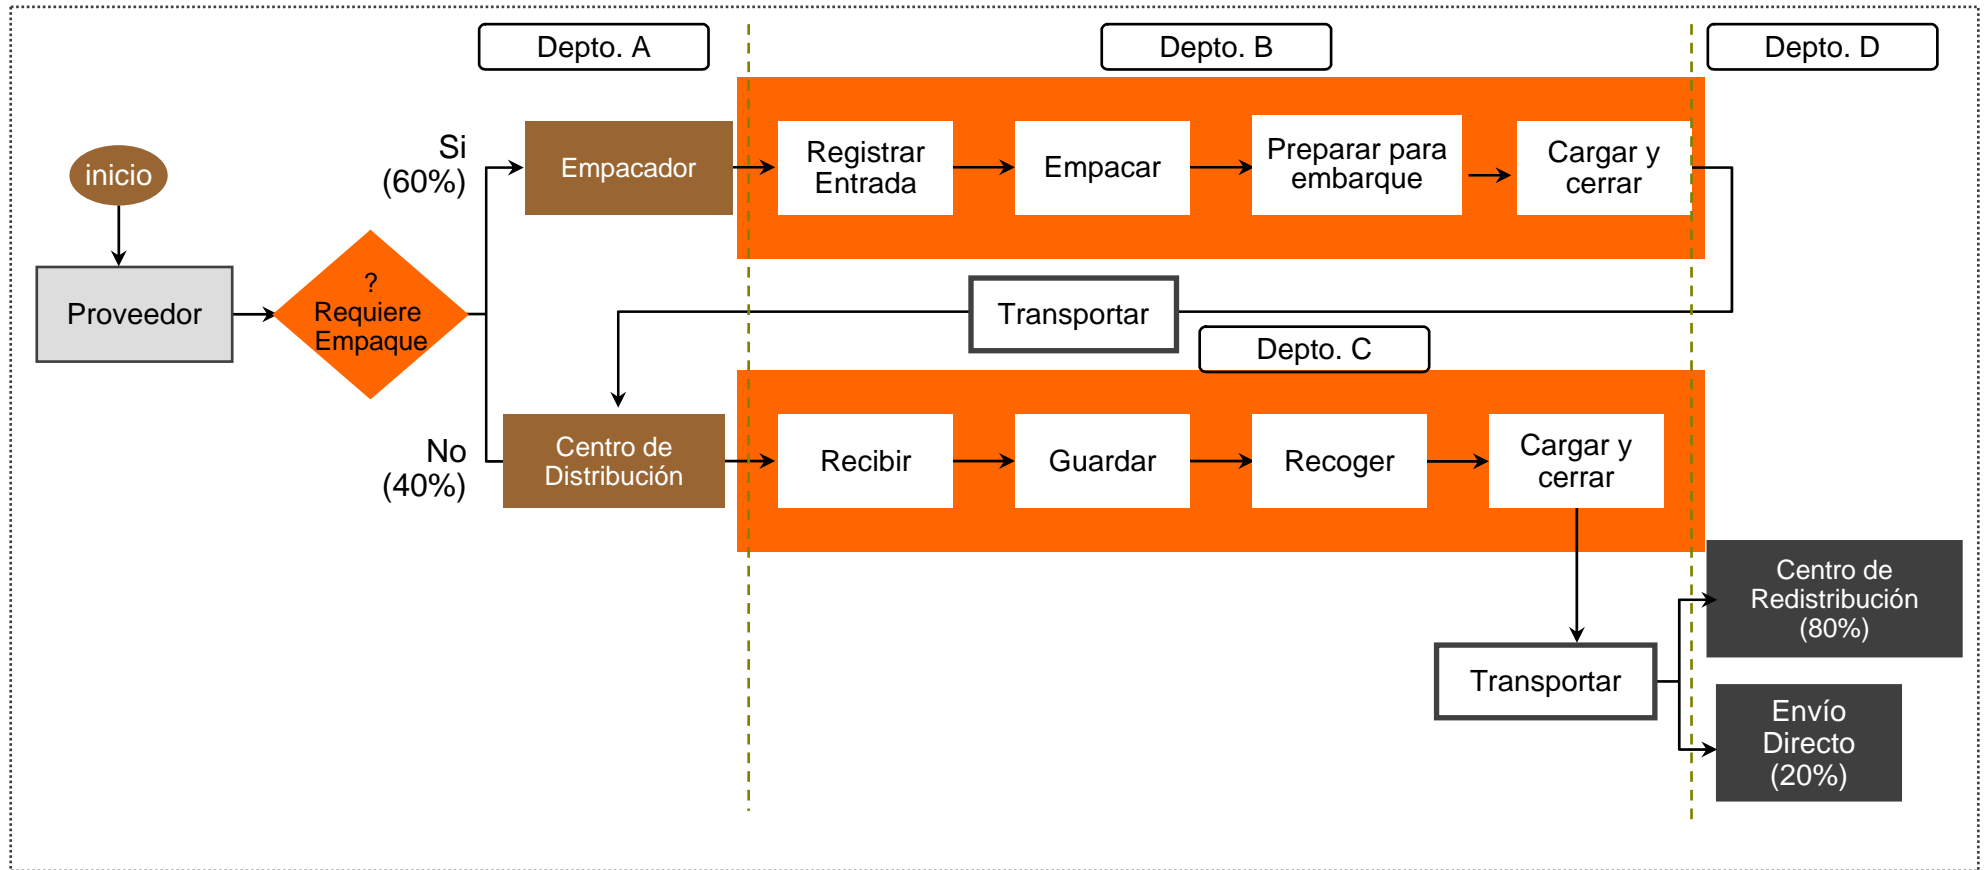 Depto. A
Depto. B
Depto. D
inicio
Si
(60%)
Empacador
Registrar
Entrada
Empacar
Preparar para
embarque
Cargar y
cerrar
Proveedor
?
Requiere
Empaque
Transportar
Depto. C
No
(40%)
Centro de
Distribución
Recibir
Guardar
Recoger
Cargar y
cerrar
Centro de
Redistribución
(80%)
Transportar
Envío
Directo
(20%)